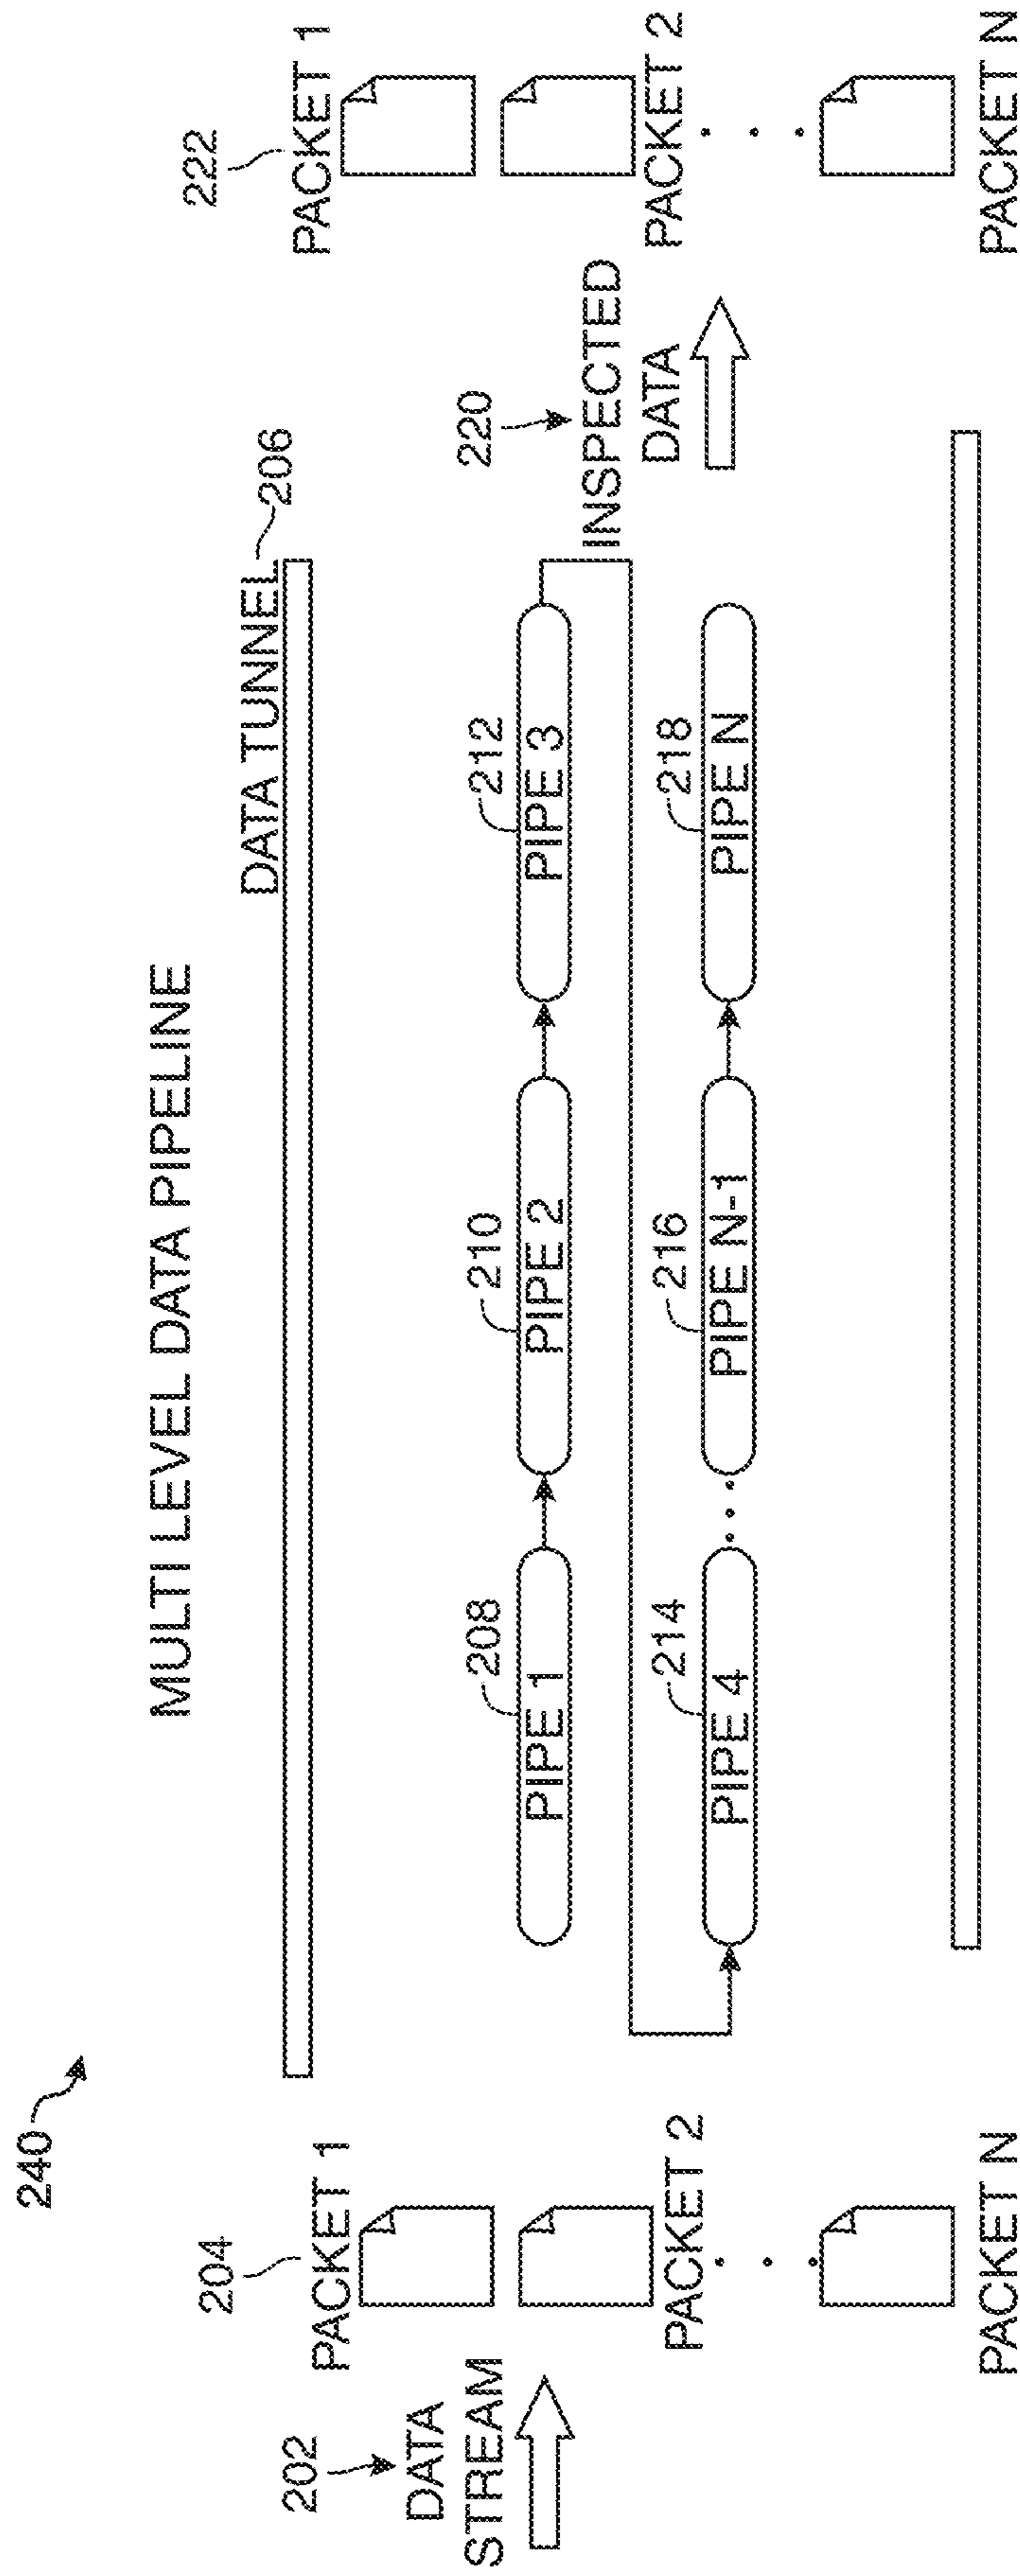 240
MULTI LEVEL DATA PIPELINE
202
DATA
STREAM
204
PACKET 1
PACKET 2
PACKET N
DATA TUNNEL
206
208
PIPE 1
210
PIPE 2
212
PIPE 3
214
PIPE 4
216
PIPE N-1
218
PIPE N
220
INSPECTED
DATA
222
PACKET 1
PACKET 2
PACKET N